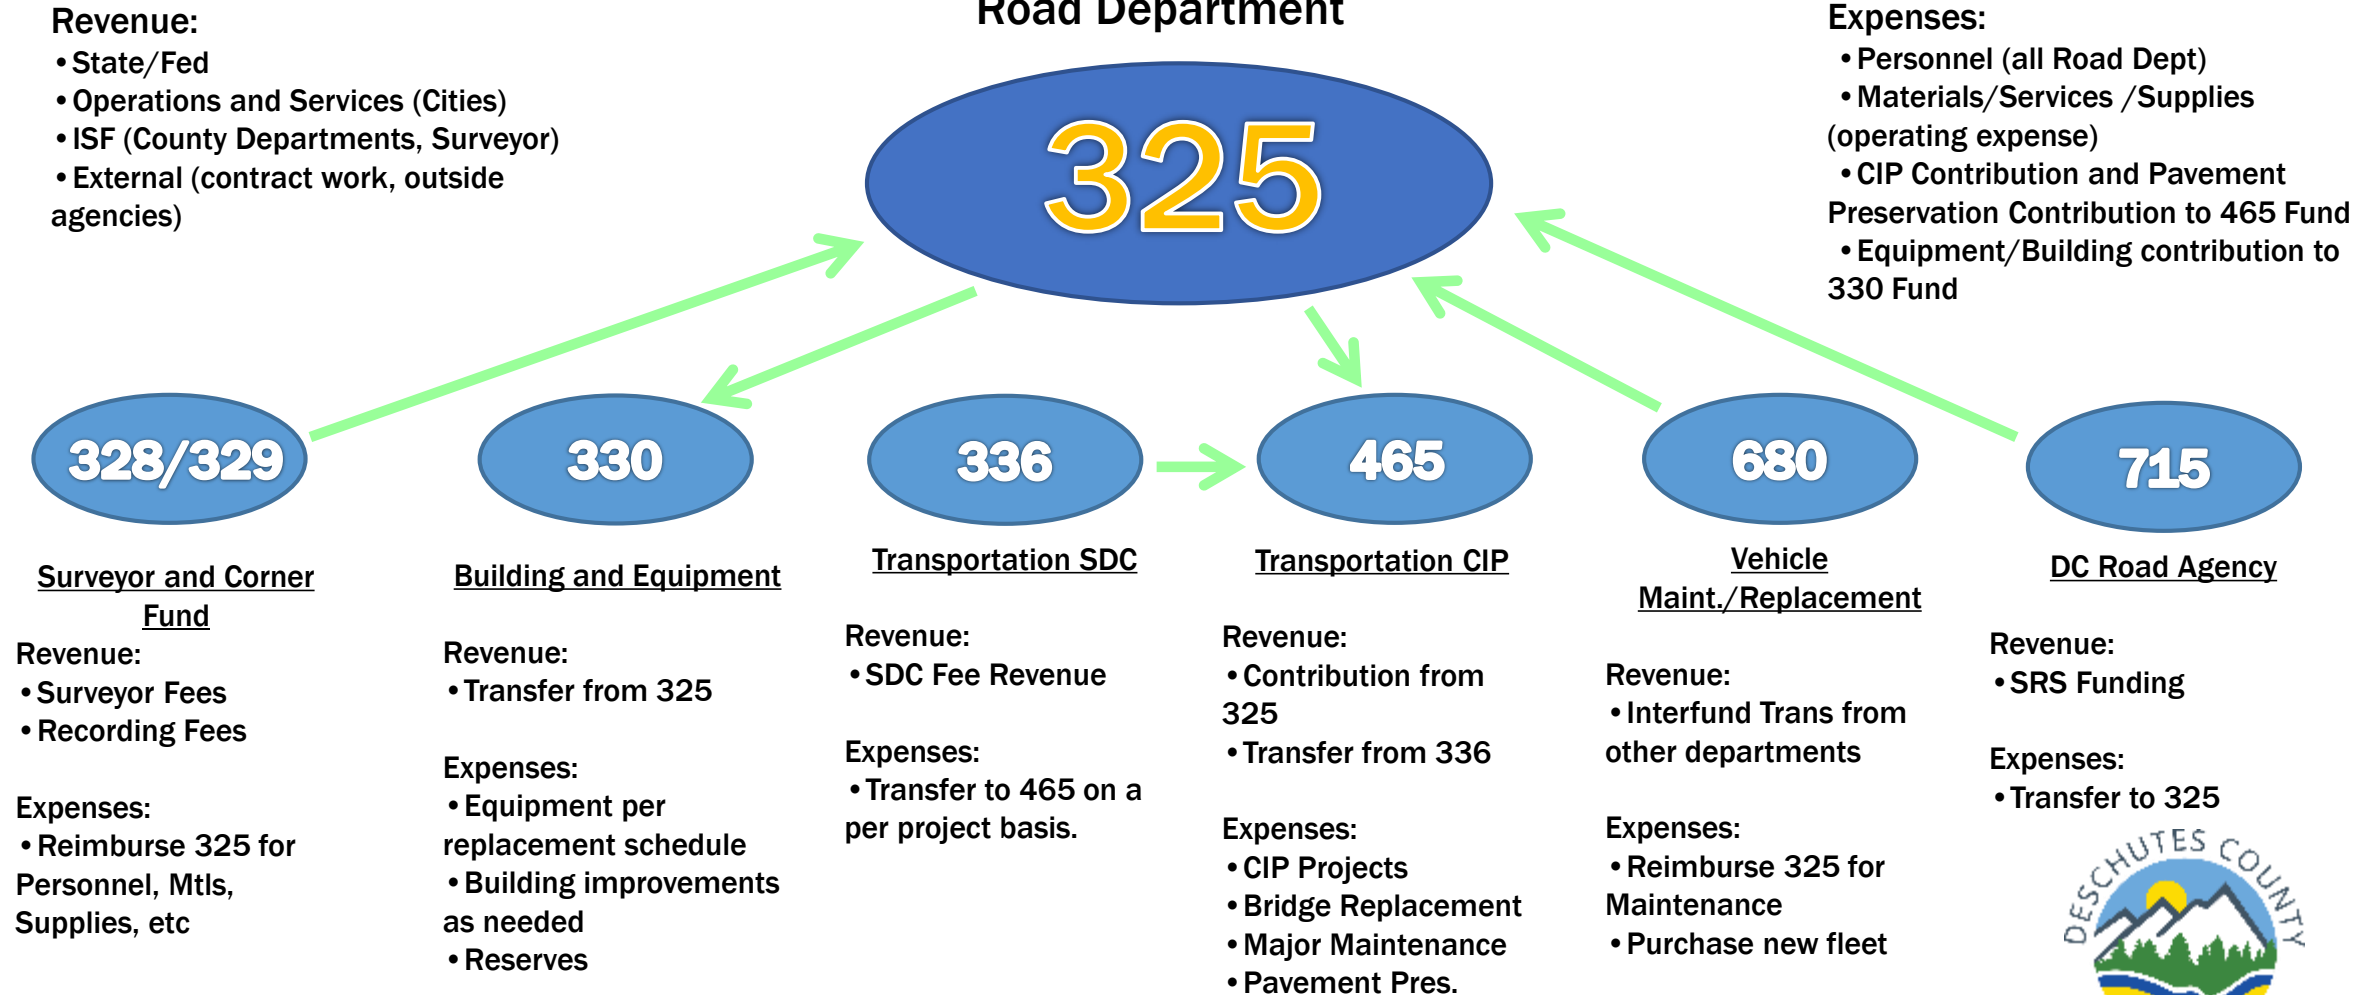 Road Department
Revenue:
•State/Fed
•Operations and Services (Cities)
•ISF (County Departments, Surveyor)
•External (contract work, outside
agencies)
325
Expenses:
•Personnel (all Road Dept)
•Materials/Services /Supplies
(operating expense)
•CIP Contribution and Pavement
Preservation Contribution to 465 Fund
•Equipment/Building contribution to
330 Fund
328/329
Surveyor and Corner
Fund
Revenue:
•Surveyor Fees
•Recording Fees
Expenses:
•Reimburse 325 for
Personnel, Mtls,
Supplies, etc
330
Building and Equipment
Revenue:
•Transfer from 325
Expenses:
•Equipment per
replacement schedule
•Building improvements
as needed
•Reserves
336
Transportation SDC
Revenue:
•SDC Fee Revenue
Expenses:
•Transfer to 465 on a
per project basis.
465
Transportation CIP
Revenue:
•Contribution from
325
•Transfer from 336
Expenses:
•CIP Projects
•Bridge Replacement
•Major Maintenance
•Pavement Pres.
680
Vehicle
Maint./Replacement
Revenue:
•Interfund Trans from
other departments
Expenses:
•Reimburse 325 for
Maintenance
•Purchase new fleet
715
DC Road Agency
Revenue:
•SRS Funding
Expenses:
•Transfer to 325
DESCHUTES COUNTY